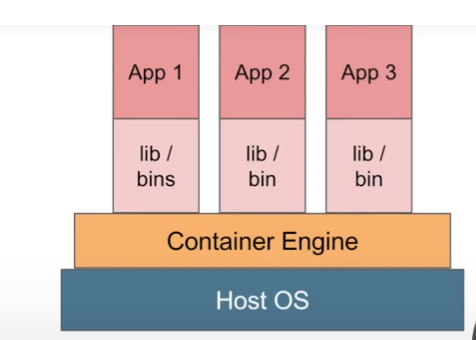 App 1 App 2 App 3
lib / lib / lib /
bins bin bin
Container Engine
Host OS